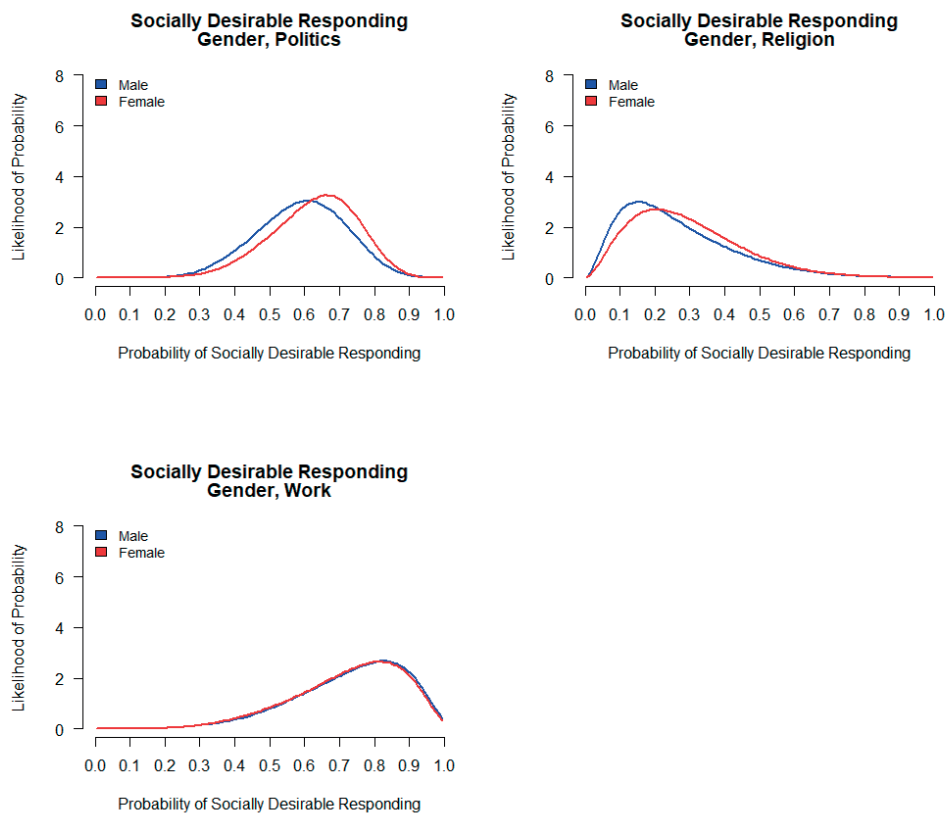 Socially Desirable Responding
Gender, Politics
Likelihood of Probability
8
6
4
2
0
Male
Female
0.0 0.1 0.2 0.3 0.4 0.5 0.6 0.7 0.8 0.9 1.0
Probability of Socially Desirable Responding
Socially Desirable Responding
Gender, Religion
Likelihood of Probability
8
6
4
2
0
Male
Female
0.0 0.1 0.2 0.3 0.4 0.5 0.6 0.7 0.8 0.9 1.0
Probability of Socially Desirable Responding
Socially Desirable Responding
Gender, Work
Likelihood of Probability
8
6
4
2
0
Male
Female
0.0 0.1 0.2 0.3 0.4 0.5 0.6 0.7 0.8 0.9 1.0
Probability of Socially Desirable Responding